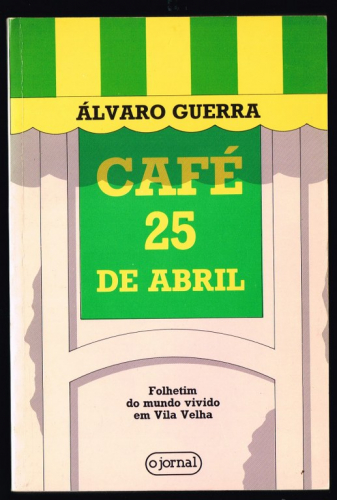 ÁLVARO GUERRA
CAFÉ
25
DE ABRIL
Folhetim
do mundo vivido
em Vila Velha
o jornal